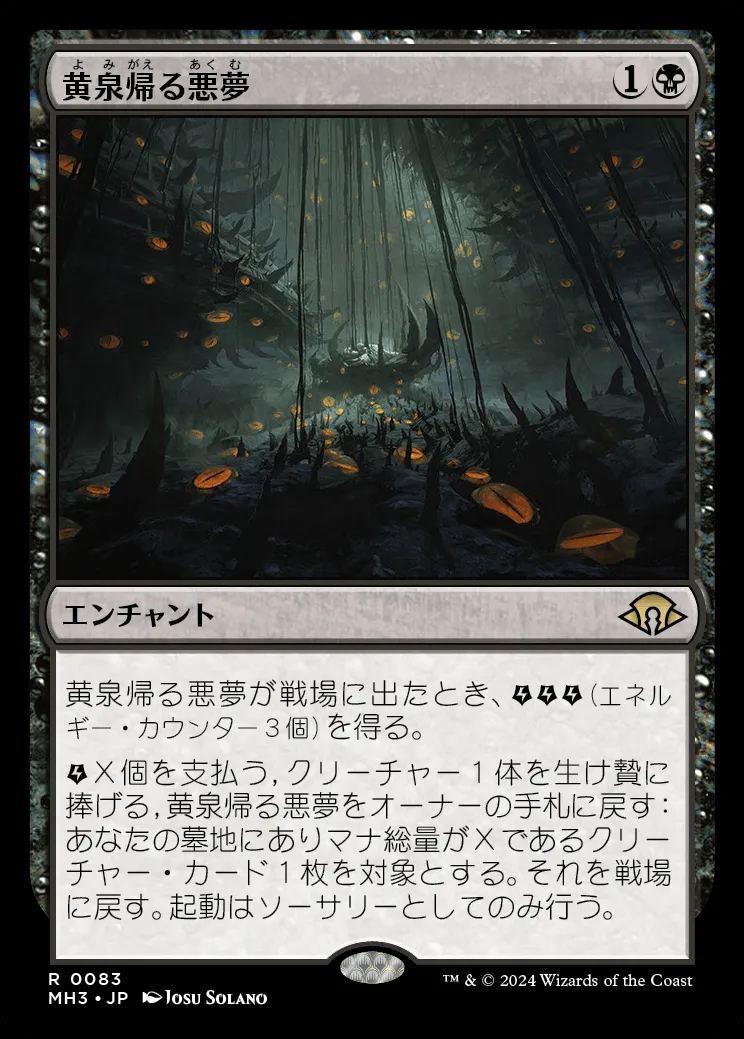 よみがえ あくむ
黄泉帰る悪夢 1
エンチャント
黄泉帰る悪夢が戦場に出たとき、(エネル
ギー・カウンター3個)を得る。
X個を支払う,クリーチャー1体を生け贄に
捧げる,黄泉帰る悪夢をオーナーの手札に戻す:
あなたの墓地にありマナ総量がXであるクリー
チャー・カード1枚を対象とする。それを戦場
に戻す。起動はソーサリーとしてのみ行う。
R 0083
MH3・JP Josu Solano
™ & © 2024 Wizards of the Coast